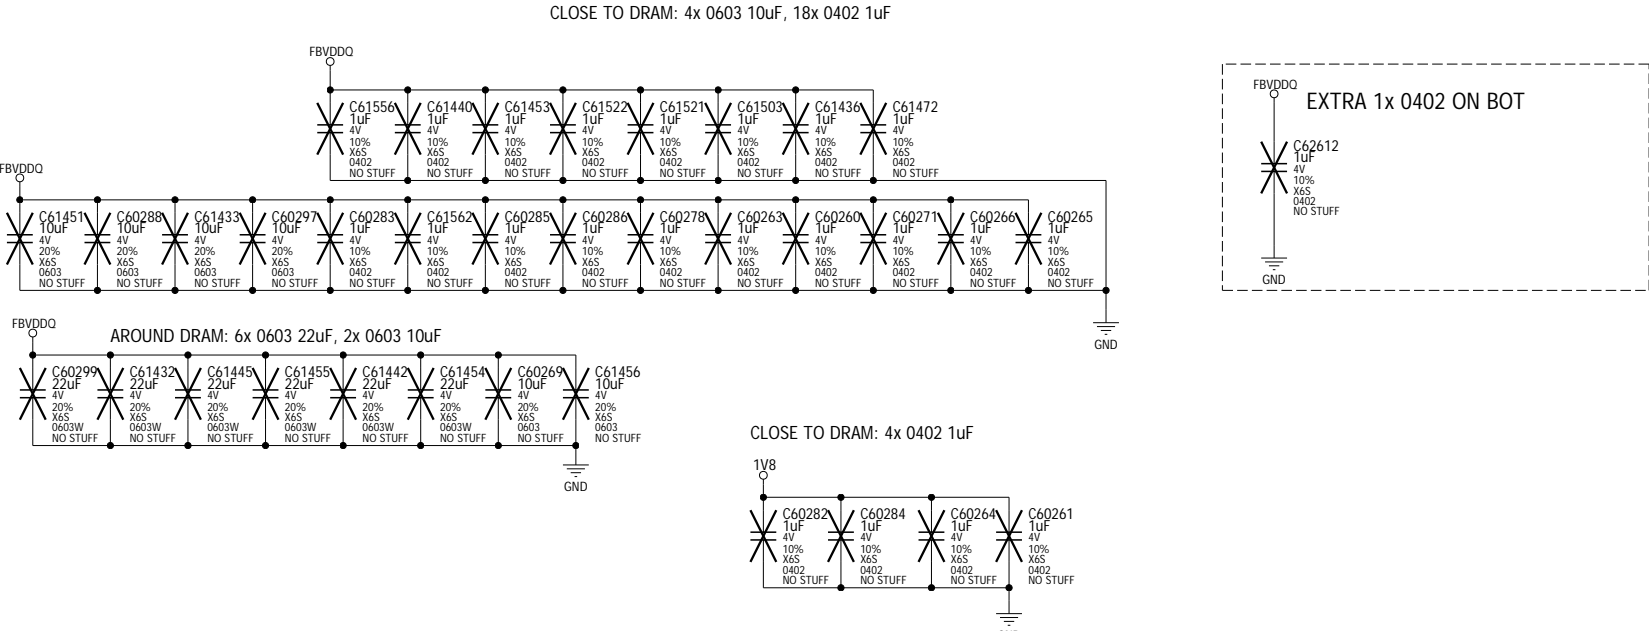 CLOSE TO DRAM: 4x 0603 10uF, 18x 0402 1uF
FBVDDQ
C61556 C61440 C61453 C61522 C61521 C61503 C61436 C61472
1uF 1uF 1uF 1uF 1uF 1uF 1uF 1uF
4V 4V 4V 4V 4V 4V 4V 4V
10% 10% 10% 10% 10% 10% 10% 10%
X6S X6S X6S X6S X6S X6S X6S X6S
0402 0402 0402 0402 0402 0402 0402 0402
NO STUFF NO STUFF NO STUFF NO STUFF NO STUFF NO STUFF NO STUFF NO STUFF
FBVDDQ
EXTRA 1x 0402 ON BOT
C62612
1uF
4V
10%
X6S
0402
NO STUFF
GND
FBVDDQ
C61451 C60288 C61433 C60297 C60283 C61562 C60285 C60286 C60278 C60263 C60260 C60271 C60266 C60265
10uF 10uF 10uF 10uF 1uF 1uF 1uF 1uF 1uF 1uF 1uF 1uF 1uF 1uF
4V 4V 4V 4V 4V 4V 4V 4V 4V 4V 4V 4V 4V 4V
20% 20% 20% 20% 10% 10% 10% 10% 10% 10% 10% 10% 10% 10%
X6S X6S X6S X6S X6S X6S X6S X6S X6S X6S X6S X6S X6S X6S
0603 0603 0603 0603 0402 0402 0402 0402 0402 0402 0402 0402 0402 0402
NO STUFF NO STUFF NO STUFF NO STUFF NO STUFF NO STUFF NO STUFF NO STUFF NO STUFF NO STUFF NO STUFF NO STUFF NO STUFF NO STUFF
GND
FBVDDQ
AROUND DRAM: 6x 0603 22uF, 2x 0603 10uF
C60299 C61432 C61445 C61455 C61442 C61454 C60269 C61456
22uF 22uF 22uF 22uF 22uF 22uF 10uF 10uF
4V 4V 4V 4V 4V 4V 4V 4V
20% 20% 20% 20% 20% 20% 20% 20%
X6S X6S X6S X6S X6S X6S X6S X6S
0603W 0603W 0603W 0603W 0603W 0603W 0603 0603
NO STUFF NO STUFF NO STUFF NO STUFF NO STUFF NO STUFF NO STUFF NO STUFF
GND
CLOSE TO DRAM: 4x 0402 1uF
1V8
C60282 C60284 C60264 C60261
1uF 1uF 1uF 1uF
4V 4V 4V 4V
10% 10% 10% 10%
X6S X6S X6S X6S
0402 0402 0402 0402
NO STUFF NO STUFF NO STUFF NO STUFF